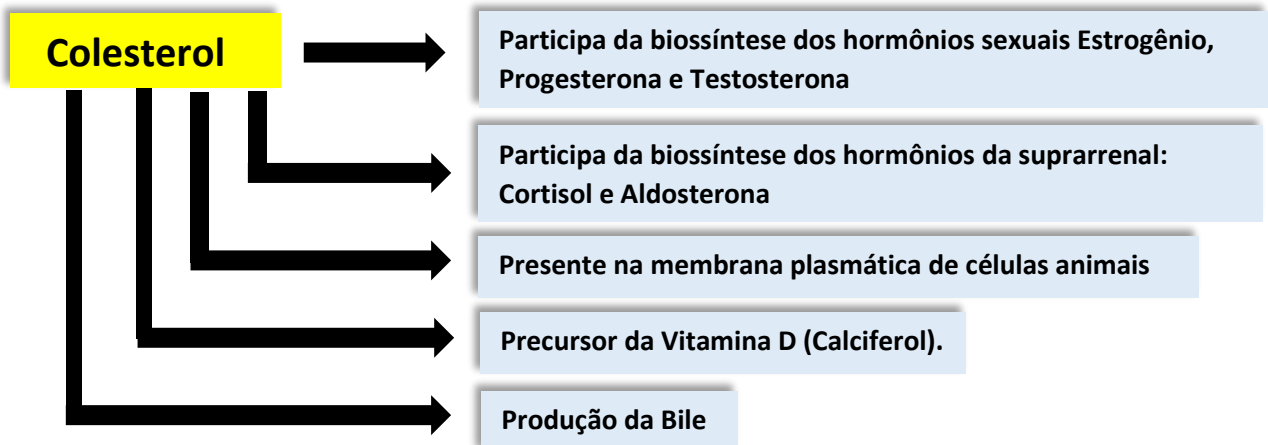 Colesterol
Participa da biossíntese dos hormônios sexuais Estrogênio,
Progesterona e Testosterona
Participa da biossíntese dos hormônios da suprarrenal:
Cortisol e Aldosterona
Presente na membrana plasmática de células animais
Precursor da Vitamina D (Calciferol).
Produção da Bile